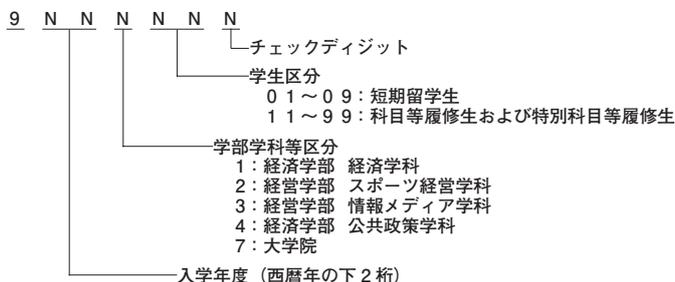 9 N N N N N N
チェックディジット
学生区分
01～09：短期留学生
11～99：科目等履修生および特別科目等履修生
学部学科等区分
1：経済学部 経済学科
2：経営学部 スポーツ経営学科
3：経営学部 情報メディア学科
4：経済学部 公共政策学科
7：大学院
入学年度（西暦年の下2桁）